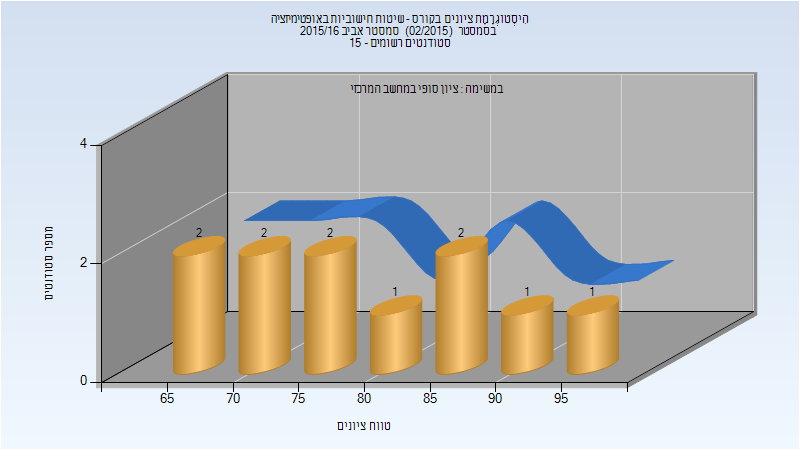 היסטוגרמת ציונים בקורס - שיטות חישוביות באופטימיזציה
בסמסטר (02/2015) סמסטר אביב 2015/16
סטודנטים רשומים - 15
במשימה : ציון סופי במחשב המרכזי
4
2
0
מספר סטודנטים
2 2 2 1 2 1 1
65 70 75 80 85 90 95
טווח ציונים